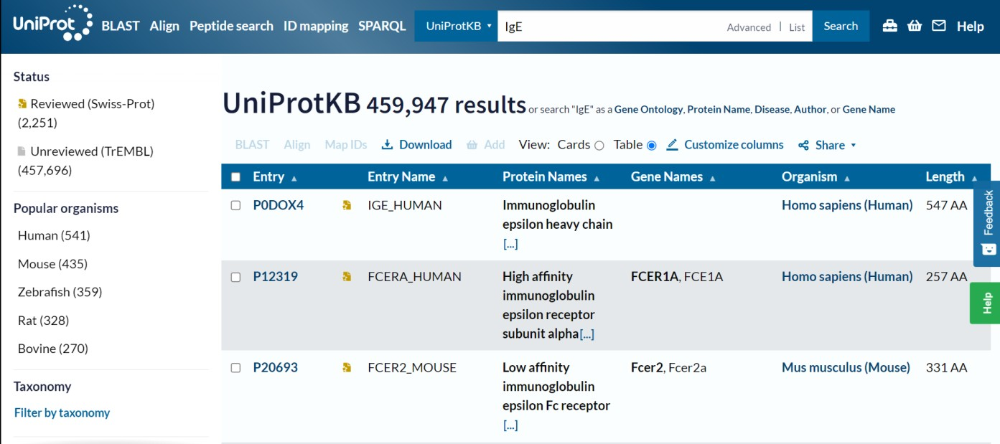 UniProt BLAST Align Peptide search ID mapping SPARQL UniProtKB ▾ IgE Advanced | List Search Help
Status
Reviewed (Swiss-Prot)
(2,251)
Unreviewed (TrEMBL)
(457,696)
Popular organisms
Human (541)
Mouse (435)
Zebrafish (359)
Rat (328)
Bovine (270)
Taxonomy
Filter by taxonomy
UniProtKB 459,947 results or search "IgE" as a Gene Ontology, Protein Name, Disease, Author, or Gene Name
BLAST Align Map IDs Download Add View: Cards Table Customize columns Share ▾
Entry ▲ Entry Name ▲ Protein Names ▲ Gene Names ▲ Organism ▲ Length ▲
P0DOX4 IGE_HUMAN Immunoglobulin Homo sapiens (Human) 547 AA
epsilon heavy chain
[...]
P12319 FCERA_HUMAN High affinity FCER1A, FCE1A Homo sapiens (Human) 257 AA
immunoglobulin
epsilon receptor
subunit alpha[...]
P20693 FCER2_MOUSE Low affinity Fcer2, Fcer2a Mus musculus (Mouse) 331 AA
immunoglobulin
epsilon Fc receptor
[...]
Feedback
Help